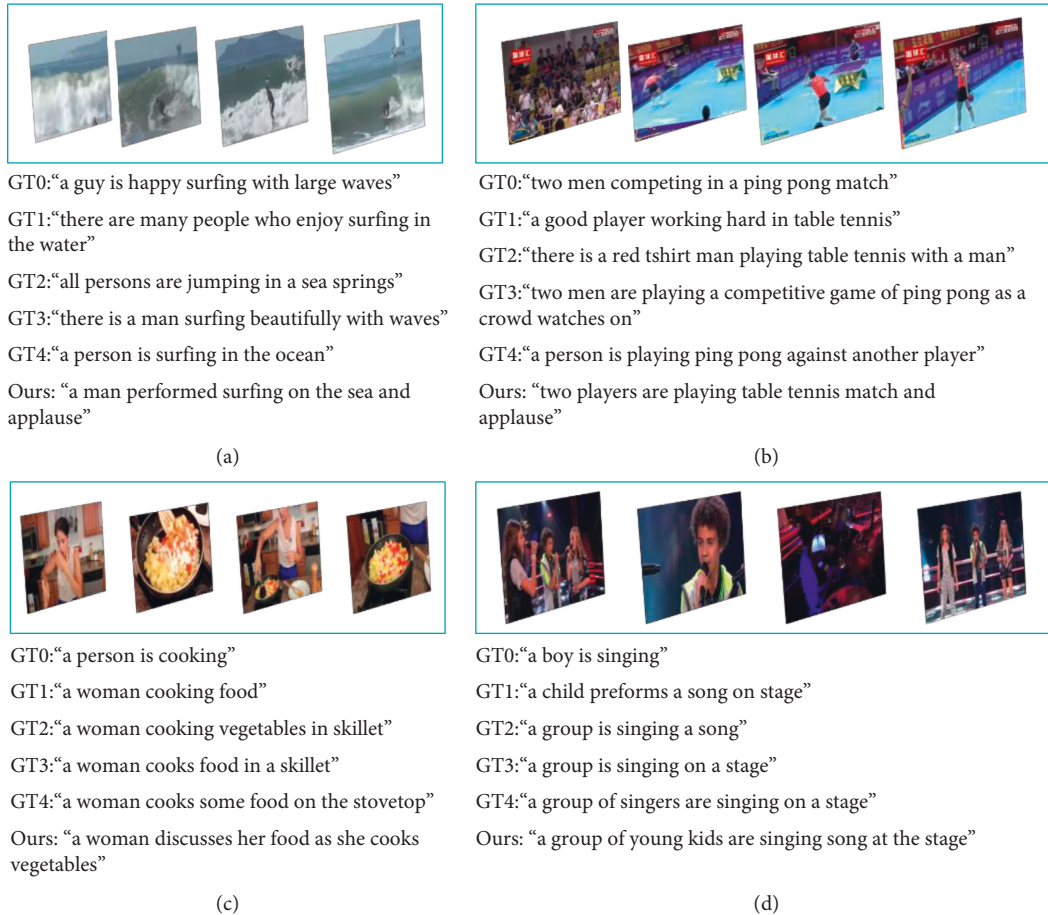 GT0:“a guy is happy surfing with large waves”
GT1:“there are many people who enjoy surfing in
the water”
GT2:“all persons are jumping in a sea springs”
GT3:“there is a man surfing beautifully with waves”
GT4:“a person is surfing in the ocean”
Ours: “a man performed surfing on the sea and
applause”
(a)
GT0:“two men competing in a ping pong match”
GT1:“a good player working hard in table tennis”
GT2:“there is a red tshirt man playing table tennis with a man”
GT3:“two men are playing a competitive game of ping pong as a
crowd watches on”
GT4:“a person is playing ping pong against another player”
Ours: “two players are playing table tennis match and
applause”
(b)
GT0:“a person is cooking”
GT1:“a woman cooking food”
GT2:“a woman cooking vegetables in skillet”
GT3:“a woman cooks food in a skillet”
GT4:“a woman cooks some food on the stovetop”
Ours: “a woman discusses her food as she cooks
vegetables”
(c)
GT0:“a boy is singing”
GT1:“a child preforms a song on stage”
GT2:“a group is singing a song”
GT3:“a group is singing on a stage”
GT4:“a group of singers are singing on a stage”
Ours: “a group of young kids are singing song at the stage”
(d)